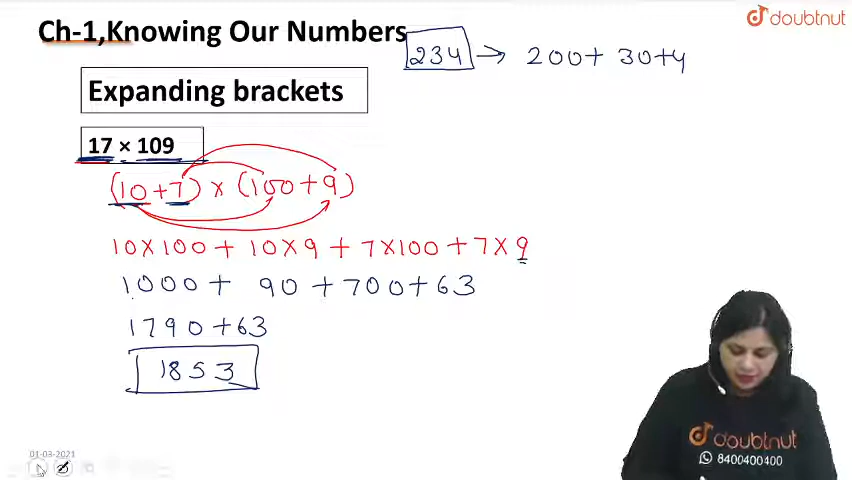 Ch-1,Knowing Our Numbers
doubtnut
234 → 200+ 30+4
Expanding brackets
17 × 109
(10+7) × (100+9)
10×100 + 10×9 + 7×100+7×9
1000 + 90 +700+63
1790+63
1853
doubtnut
8400400400
01-03-2021